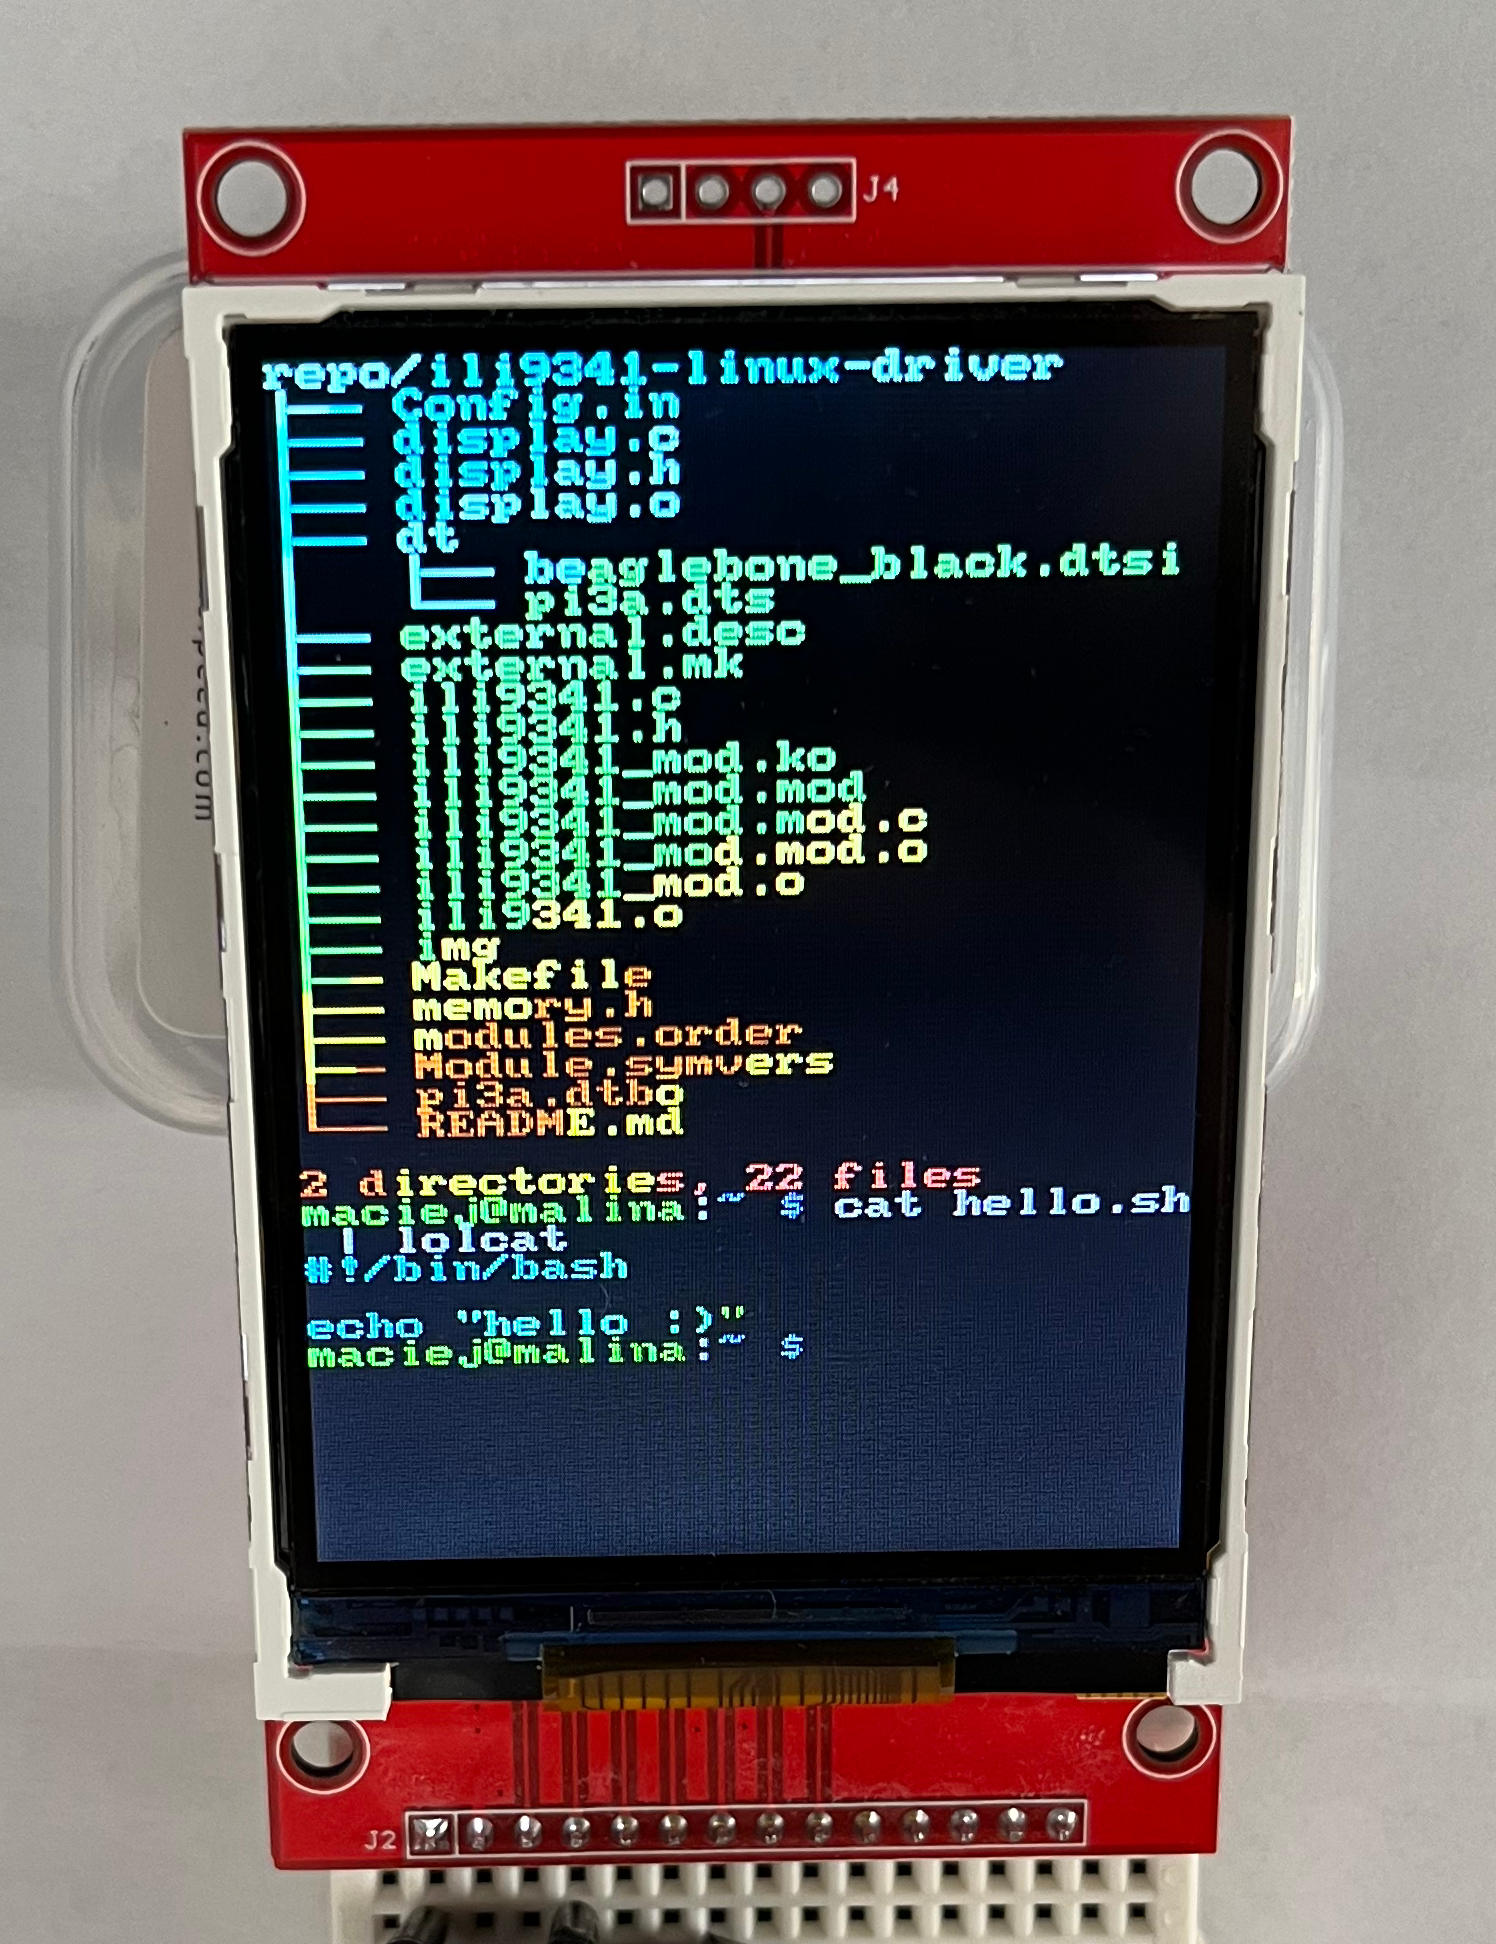 J4
repo/ili9341-linux-driver
├── Config.in
├── display.c
├── display.h
├── display.o
├── dt
│   ├── beaglebone_black.dtsi
│   └── pi3a.dts
├── external.desc
├── external.mk
├── ili9341.c
├── ili9341.h
├── ili9341_mod.ko
├── ili9341_mod.mod
├── ili9341_mod.mod.c
├── ili9341_mod.mod.o
├── ili9341_mod.o
├── ili9341.o
├── img
├── Makefile
├── memory.h
├── modules.order
├── Module.symvers
├── pi3a.dtbo
└── README.md
2 directories, 22 files
maciej@malina:~ $ cat hello.sh
| lolcat
#!/bin/bash
echo "hello :)"
maciej@malina:~ $
J2